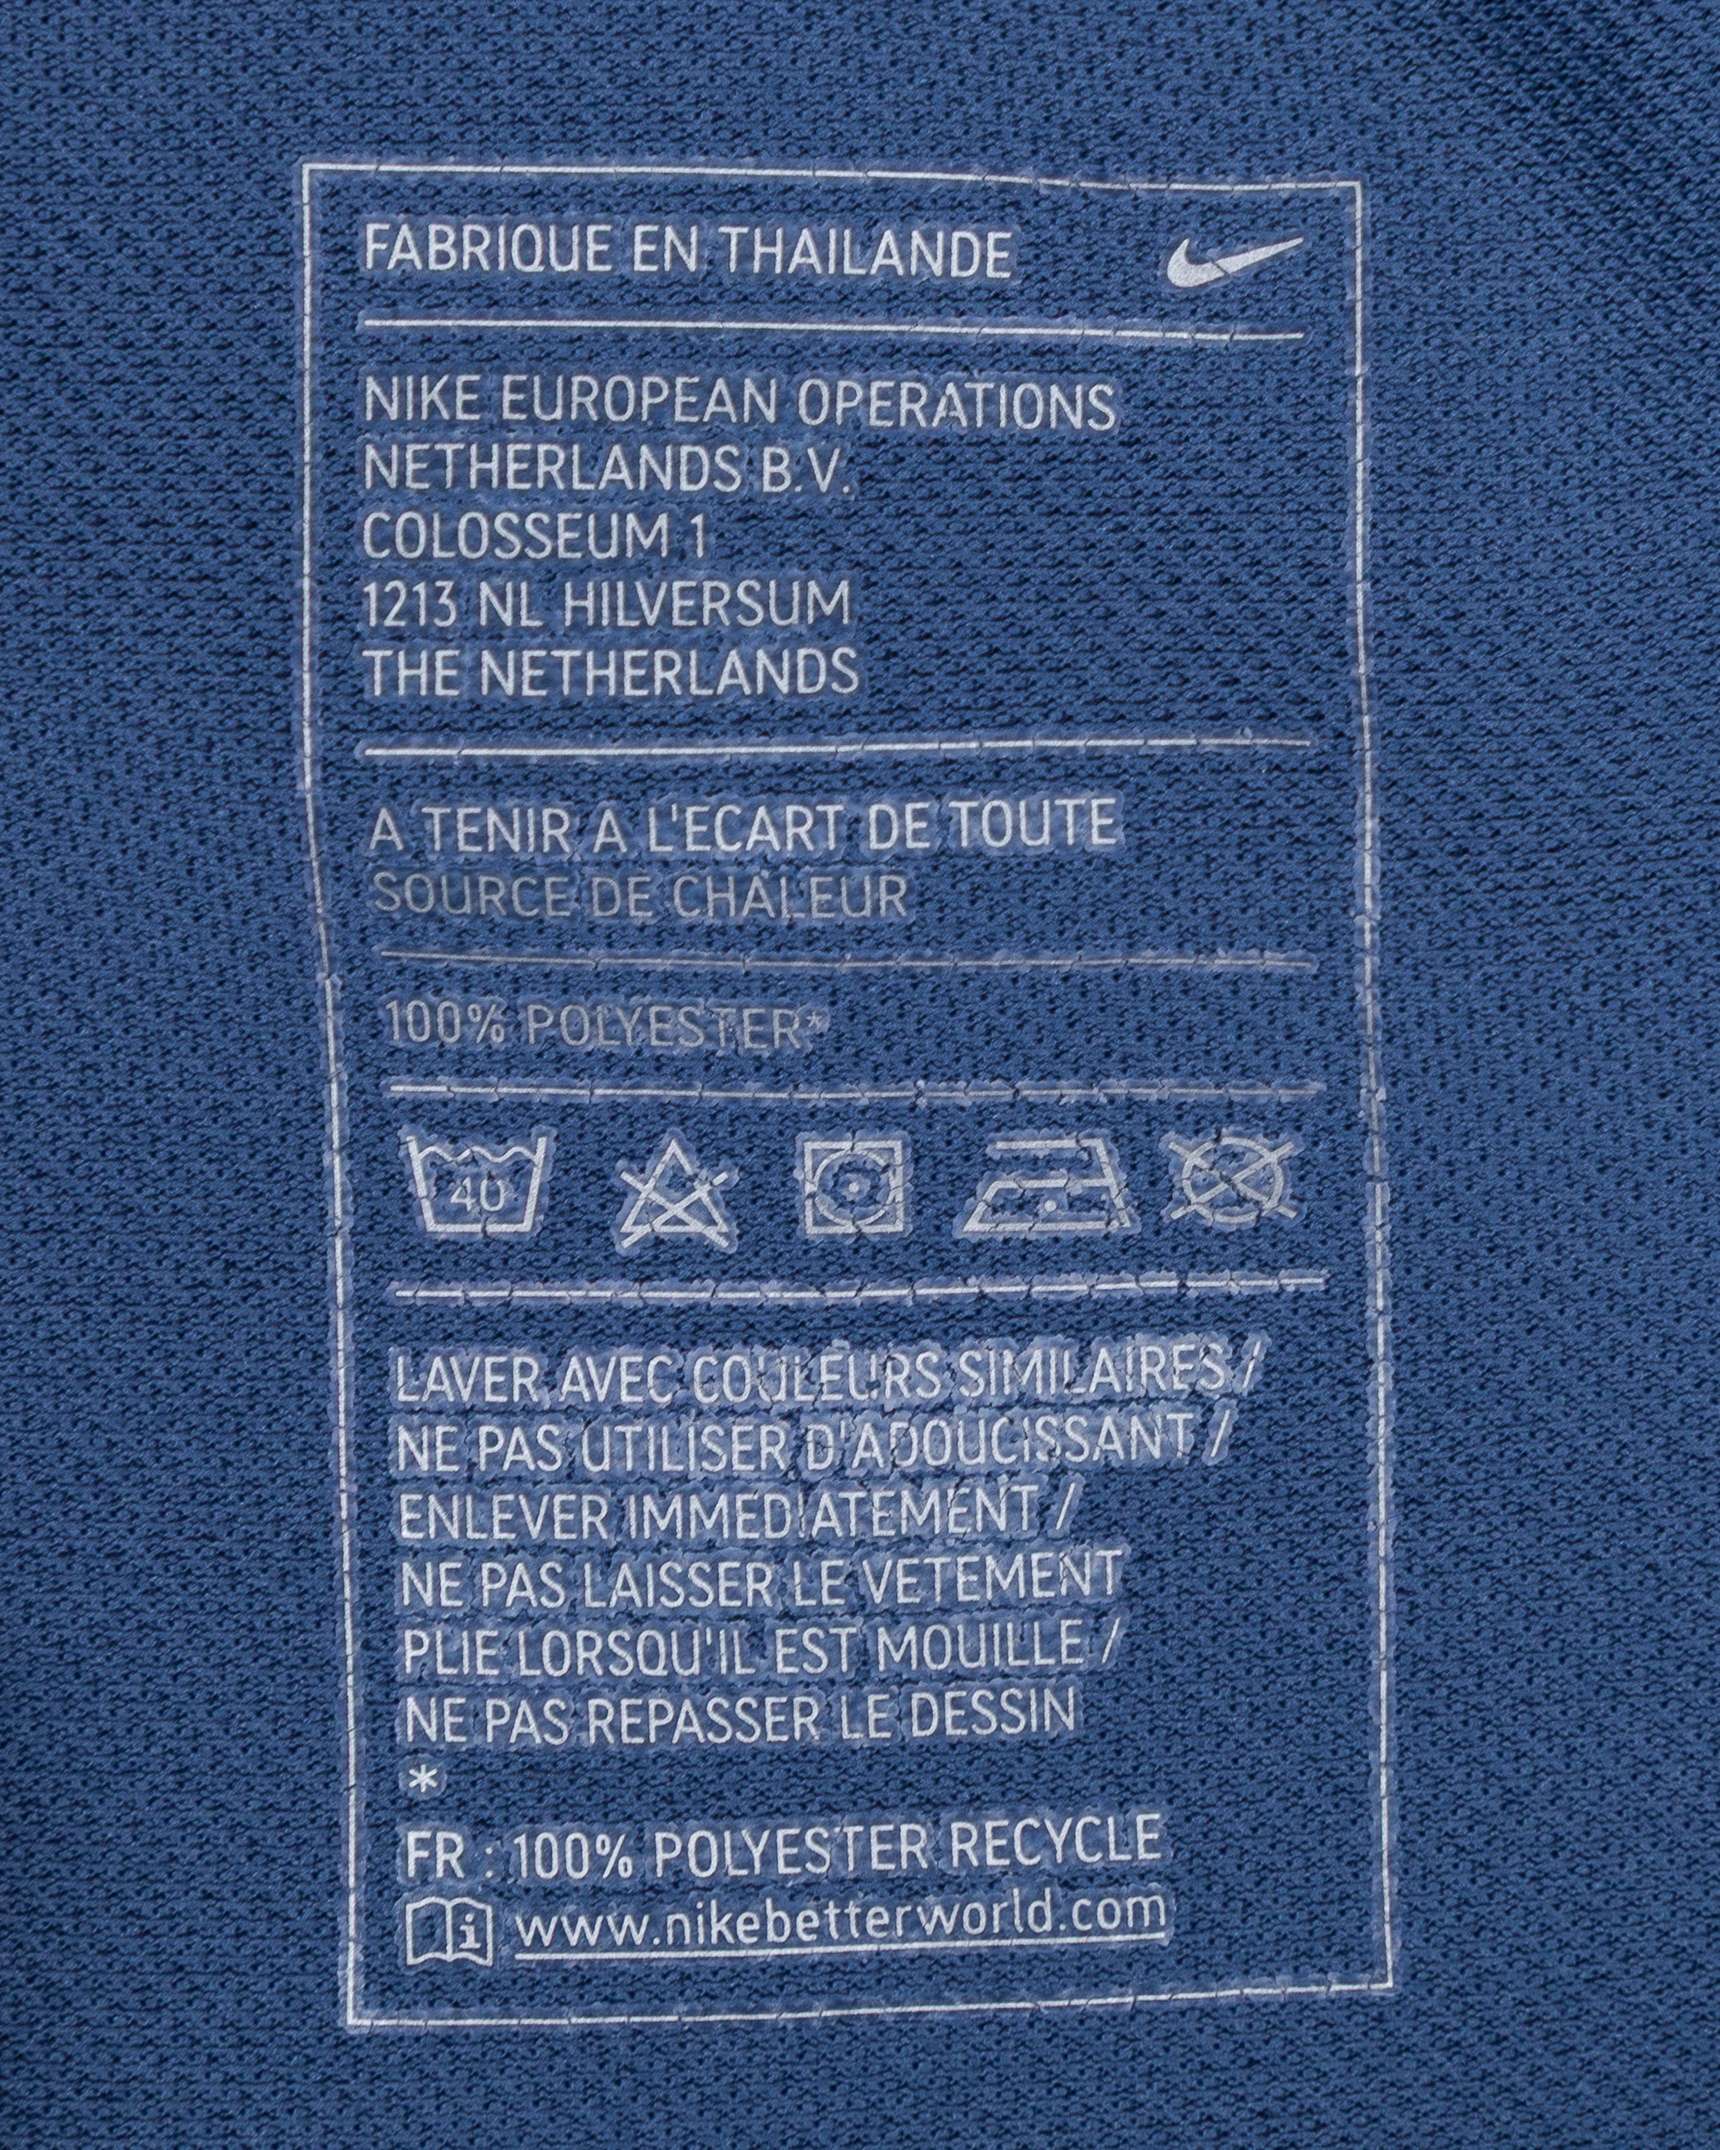 FABRIQUE EN THAILANDE
NIKE EUROPEAN OPERATIONS
NETHERLANDS B.V.
COLOSSEUM 1
1213 NL HILVERSUM
THE NETHERLANDS
A TENIR A L'ECART DE TOUTE
SOURCE DE CHALEUR
100% POLYESTER*
40
LAVER AVEC COULEURS SIMILAIRES /
NE PAS UTILISER D'ADOUCISSANT /
ENLEVER IMMEDIATEMENT /
NE PAS LAISSER LE VETEMENT
PLIE LORSQU'IL EST MOUILLE /
NE PAS REPASSER LE DESSIN
*
FR : 100% POLYESTER RECYCLE
i www.nikebetterworld.com